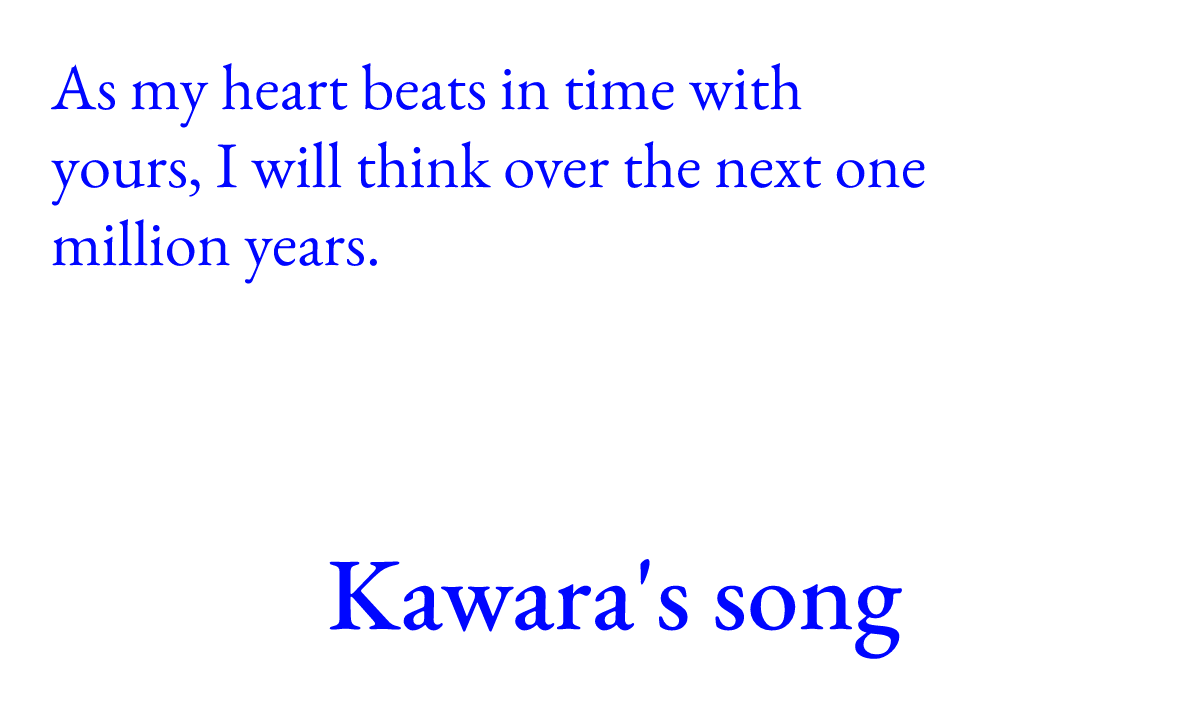 As my heart beats in time with
yours, I will think over the next one
million years.
Kawara's song